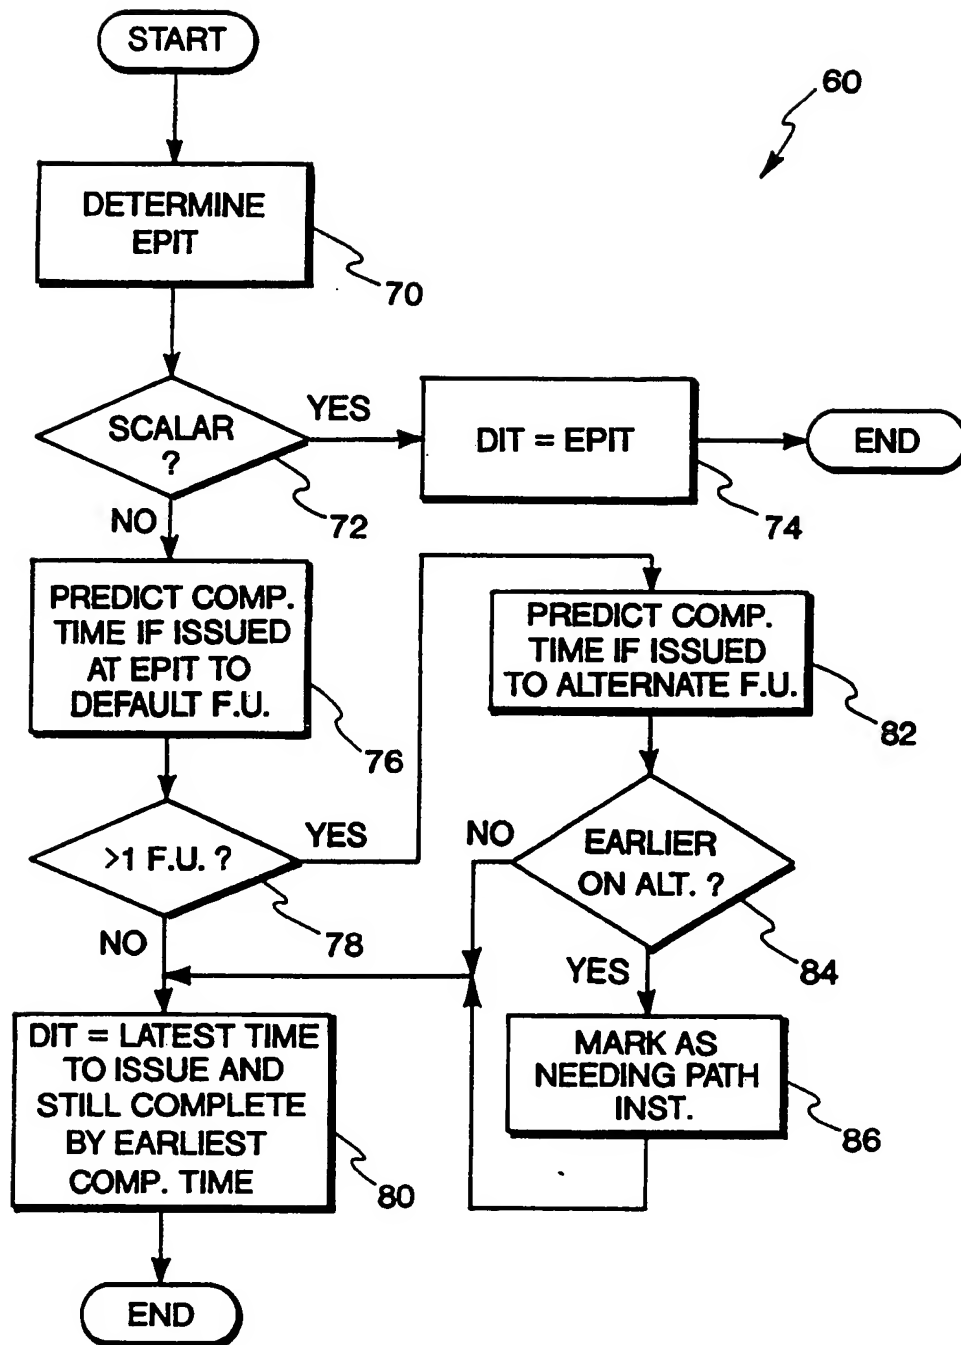 START
60
DETERMINE
EPIT
70
SCALAR
?
YES
72
NO
DIT = EPIT
74
END
PREDICT COMP.
TIME IF ISSUED
AT EPIT TO
DEFAULT F.U.
76
PREDICT COMP.
TIME IF ISSUED
TO ALTERNATE F.U.
82
>1 F.U. ?
YES
78
NO
EARLIER
ON ALT. ?
NO
84
YES
DIT = LATEST TIME
TO ISSUE AND
STILL COMPLETE
BY EARLIEST
COMP. TIME
80
MARK AS
NEEDING PATH
INST.
86
END